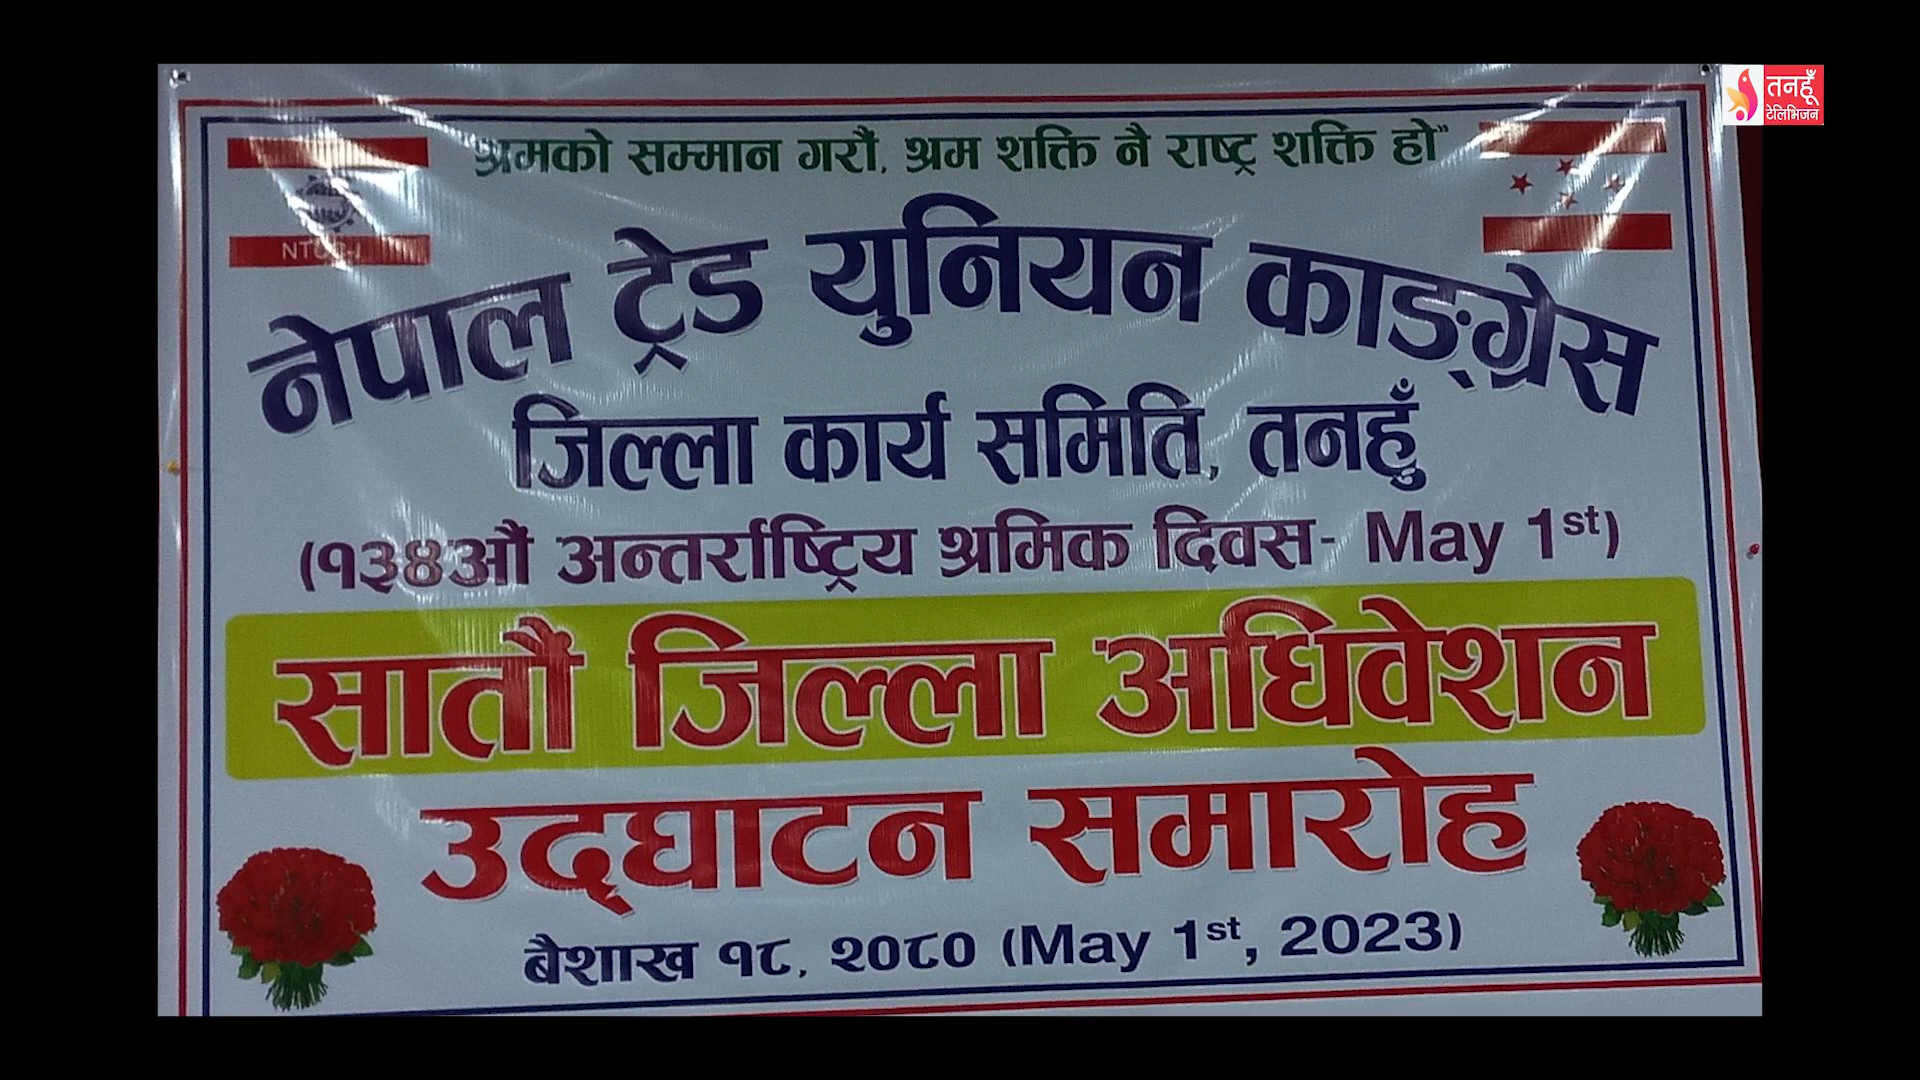 तनहूँ
टेलिभिजन
श्रमको सम्मान गरौं, श्रम शक्ति नै राष्ट्र शक्ति हो"
NTUC-I
नेपाल ट्रेड युनियन काङ्ग्रेस
जिल्ला कार्य समिति, तनहुँ
(१३४औं अन्तर्राष्ट्रिय श्रमिक दिवस- May 1st)
सातौं जिल्ला अधिवेशन
उद्घाटन समारोह
बैशाख १८, २०८० (May 1st, 2023)